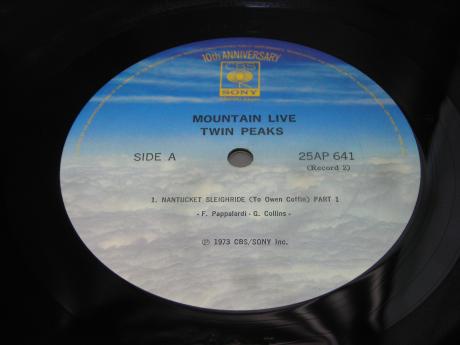 10th ANNIVERSARY
CBS
SONY
MOUNTAIN LIVE
TWIN PEAKS
SIDE A
25AP 641
(Record 2)
1. NANTUCKET SLEIGHRIDE (To Owen Coffin) PART 1
- F. Pappalardi - G. Collins -
Ⓟ 1973 CBS/SONY Inc.